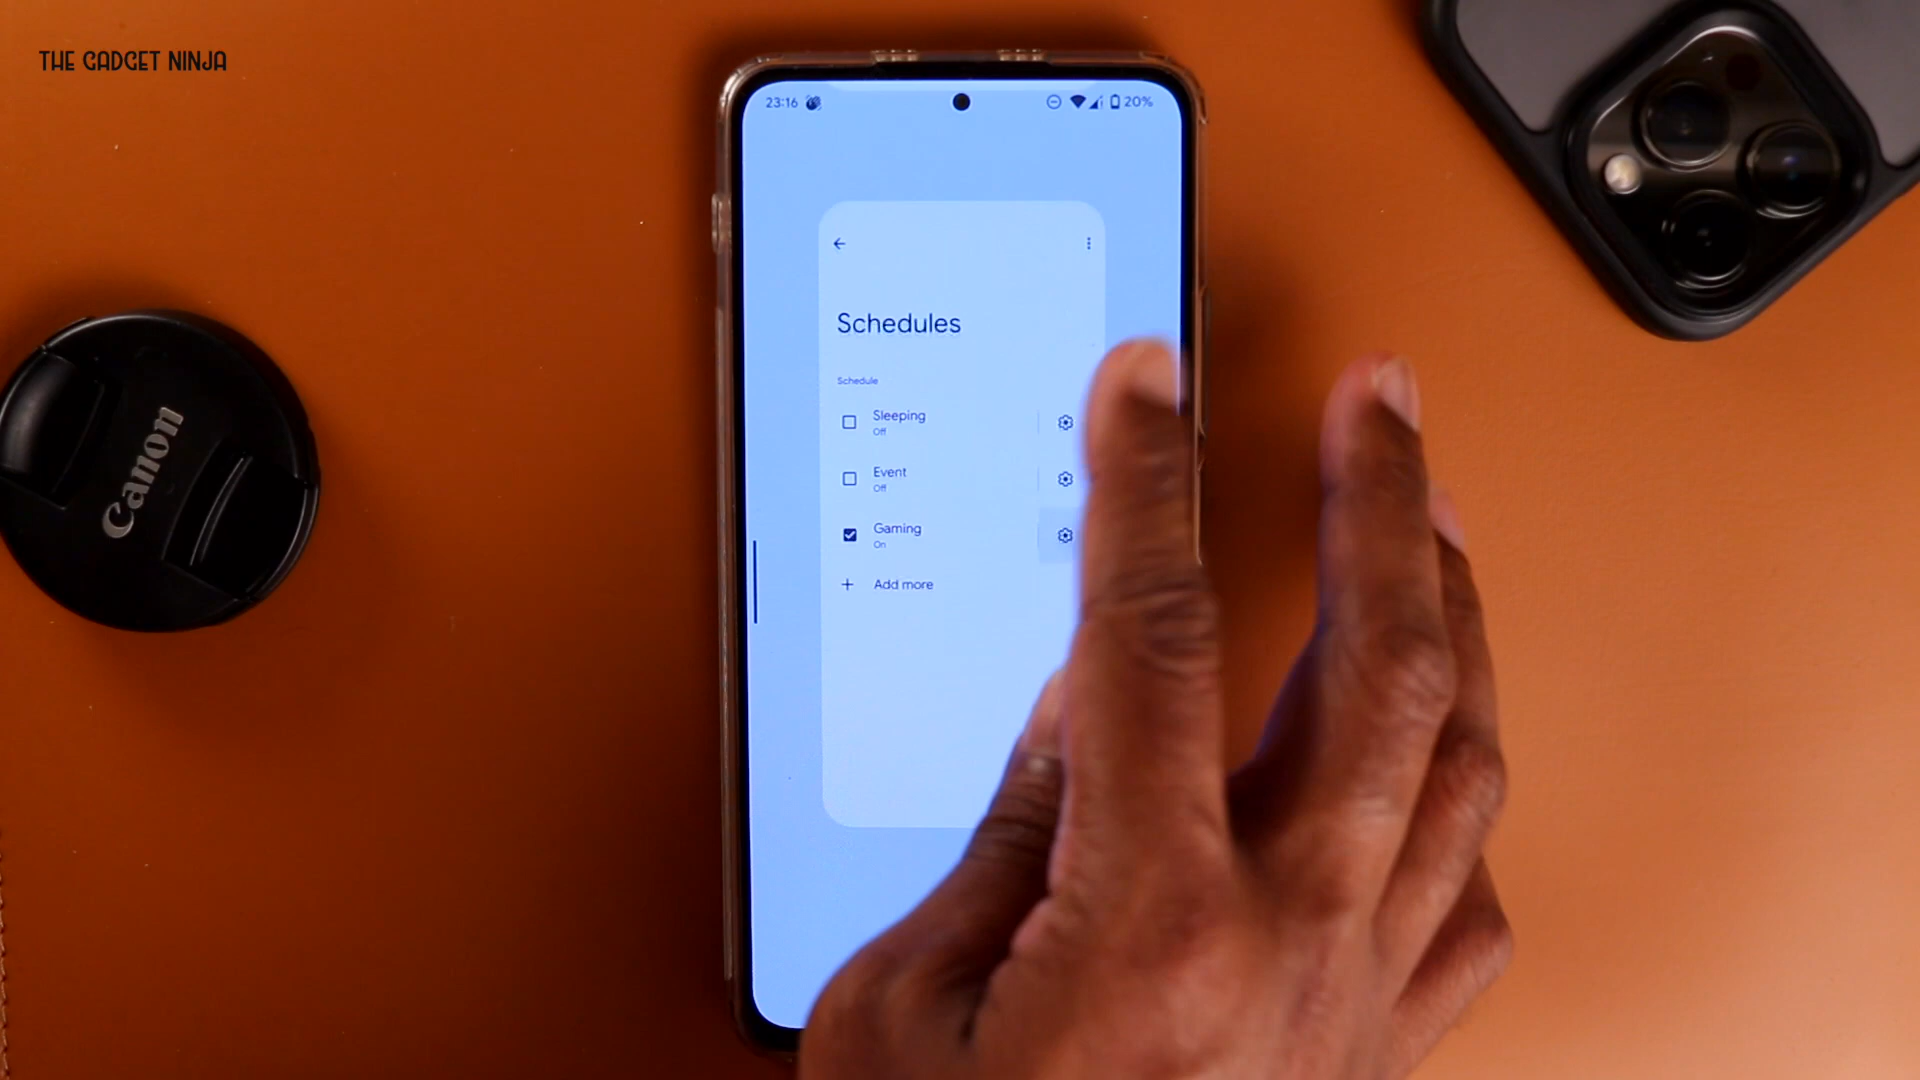 THE GADGET NINJA
23:16
20%
Schedules
Schedule
Sleeping
Off
Event
Off
Gaming
On
Add more
Canon